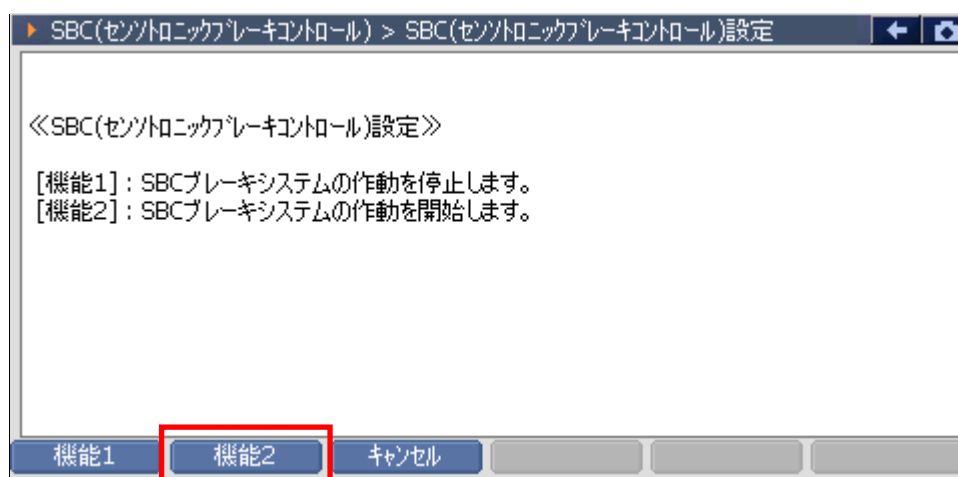 SBC(ｾﾝｿﾄﾛﾆｯｸﾌﾞﾚｰｷｺﾝﾄﾛｰﾙ) > SBC(ｾﾝｿﾄﾛﾆｯｸﾌﾞﾚｰｷｺﾝﾄﾛｰﾙ)設定
≪SBC(ｾﾝｿﾄﾛﾆｯｸﾌﾞﾚｰｷｺﾝﾄﾛｰﾙ)設定≫
[機能1]：SBCブレーキシステムの作動を停止します。
[機能2]：SBCブレーキシステムの作動を開始します。
機能1 機能2 ｷｬﾝｾﾙ